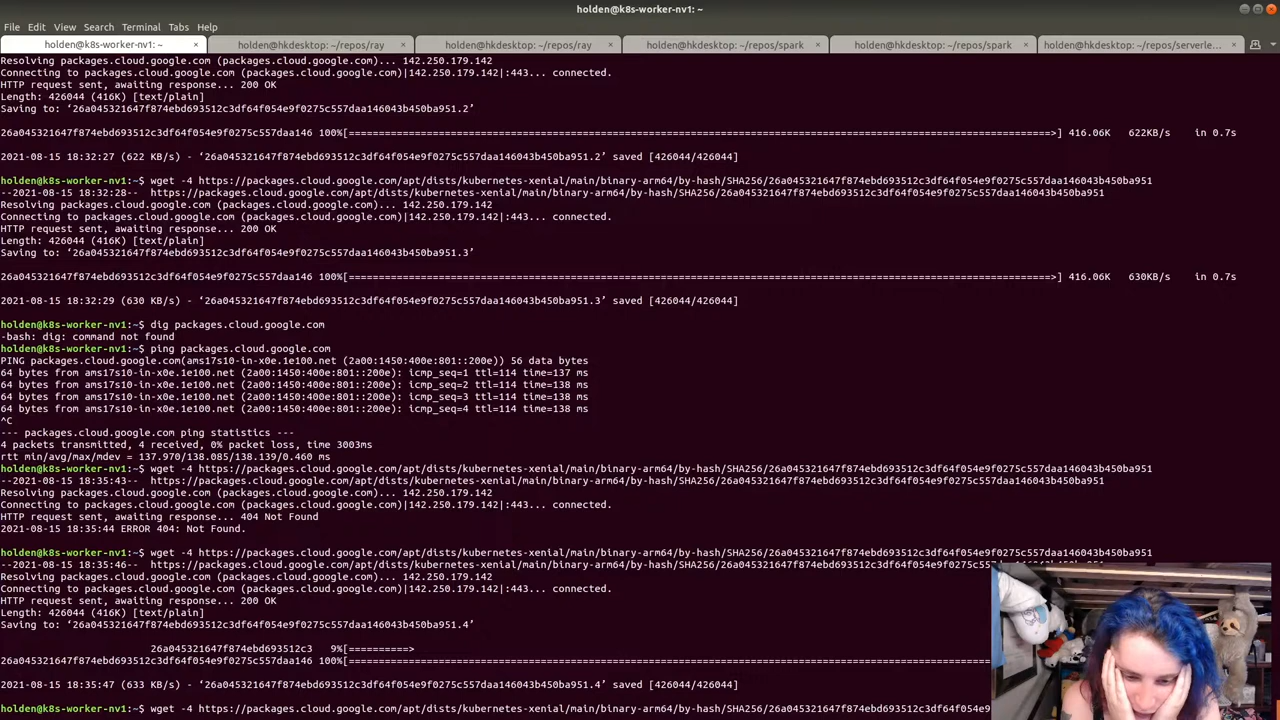 holden@k8s-worker-nv1: ~
File Edit View Search Terminal Tabs Help
holden@k8s-worker-nv1: ~ × holden@hkdesktop: ~/repos/ray × holden@hkdesktop: ~/repos/ray × holden@hkdesktop: ~/repos/spark × holden@hkdesktop: ~/repos/spark × holden@hkdesktop: ~/repos/serverle... ×
Resolving packages.cloud.google.com (packages.cloud.google.com)... 142.250.179.142
Connecting to packages.cloud.google.com (packages.cloud.google.com)|142.250.179.142|:443... connected.
HTTP request sent, awaiting response... 200 OK
Length: 426044 (416K) [text/plain]
Saving to: ‘26a045321647f874ebd693512c3df64f054e9f0275c557daa146043b450ba951.2’
26a045321647f874ebd693512c3df64f054e9f0275c557daa146 100%[=====================================================================================================================>] 416.06K 622KB/s in 0.7s
2021-08-15 18:32:27 (622 KB/s) - ‘26a045321647f874ebd693512c3df64f054e9f0275c557daa146043b450ba951.2’ saved [426044/426044]
holden@k8s-worker-nv1:~$ wget -4 https://packages.cloud.google.com/apt/dists/kubernetes-xenial/main/binary-arm64/by-hash/SHA256/26a045321647f874ebd693512c3df64f054e9f0275c557daa146043b450ba951
--2021-08-15 18:32:28-- https://packages.cloud.google.com/apt/dists/kubernetes-xenial/main/binary-arm64/by-hash/SHA256/26a045321647f874ebd693512c3df64f054e9f0275c557daa146043b450ba951
Resolving packages.cloud.google.com (packages.cloud.google.com)... 142.250.179.142
Connecting to packages.cloud.google.com (packages.cloud.google.com)|142.250.179.142|:443... connected.
HTTP request sent, awaiting response... 200 OK
Length: 426044 (416K) [text/plain]
Saving to: ‘26a045321647f874ebd693512c3df64f054e9f0275c557daa146043b450ba951.3’
26a045321647f874ebd693512c3df64f054e9f0275c557daa146 100%[=====================================================================================================================>] 416.06K 630KB/s in 0.7s
2021-08-15 18:32:29 (630 KB/s) - ‘26a045321647f874ebd693512c3df64f054e9f0275c557daa146043b450ba951.3’ saved [426044/426044]
holden@k8s-worker-nv1:~$ dig packages.cloud.google.com
-bash: dig: command not found
holden@k8s-worker-nv1:~$ ping packages.cloud.google.com
PING packages.cloud.google.com(ams17s10-in-x0e.1e100.net (2a00:1450:400e:801::200e)) 56 data bytes
64 bytes from ams17s10-in-x0e.1e100.net (2a00:1450:400e:801::200e): icmp_seq=1 ttl=114 time=137 ms
64 bytes from ams17s10-in-x0e.1e100.net (2a00:1450:400e:801::200e): icmp_seq=2 ttl=114 time=138 ms
64 bytes from ams17s10-in-x0e.1e100.net (2a00:1450:400e:801::200e): icmp_seq=3 ttl=114 time=138 ms
64 bytes from ams17s10-in-x0e.1e100.net (2a00:1450:400e:801::200e): icmp_seq=4 ttl=114 time=138 ms
^C
--- packages.cloud.google.com ping statistics ---
4 packets transmitted, 4 received, 0% packet loss, time 3003ms
rtt min/avg/max/mdev = 137.970/138.085/138.139/0.460 ms
holden@k8s-worker-nv1:~$ wget -4 https://packages.cloud.google.com/apt/dists/kubernetes-xenial/main/binary-arm64/by-hash/SHA256/26a045321647f874ebd693512c3df64f054e9f0275c557daa146043b450ba951
--2021-08-15 18:35:43-- https://packages.cloud.google.com/apt/dists/kubernetes-xenial/main/binary-arm64/by-hash/SHA256/26a045321647f874ebd693512c3df64f054e9f0275c557daa146043b450ba951
Resolving packages.cloud.google.com (packages.cloud.google.com)... 142.250.179.142
Connecting to packages.cloud.google.com (packages.cloud.google.com)|142.250.179.142|:443... connected.
HTTP request sent, awaiting response... 404 Not Found
2021-08-15 18:35:44 ERROR 404: Not Found.
holden@k8s-worker-nv1:~$ wget -4 https://packages.cloud.google.com/apt/dists/kubernetes-xenial/main/binary-arm64/by-hash/SHA256/26a045321647f874ebd693512c3df64f054e9f0275c557daa146043b450ba951
--2021-08-15 18:35:46-- https://packages.cloud.google.com/apt/dists/kubernetes-xenial/main/binary-arm64/by-hash/SHA256/26a045321647f874ebd693512c3df64f054e9f0275c557daa146043b450ba951
Resolving packages.cloud.google.com (packages.cloud.google.com)... 142.250.179.142
Connecting to packages.cloud.google.com (packages.cloud.google.com)|142.250.179.142|:443... connected.
HTTP request sent, awaiting response... 200 OK
Length: 426044 (416K) [text/plain]
Saving to: ‘26a045321647f874ebd693512c3df64f054e9f0275c557daa146043b450ba951.4’
26a045321647f874ebd693512c3 9%[==========>
26a045321647f874ebd693512c3df64f054e9f0275c557daa146 100%[===========================================================================================================
2021-08-15 18:35:47 (633 KB/s) - ‘26a045321647f874ebd693512c3df64f054e9f0275c557daa146043b450ba951.4’ saved [426044/426044]
holden@k8s-worker-nv1:~$ wget -4 https://packages.cloud.google.com/apt/dists/kubernetes-xenial/main/binary-arm64/by-hash/SHA256/26a045321647f874ebd693512c3df64f054e9